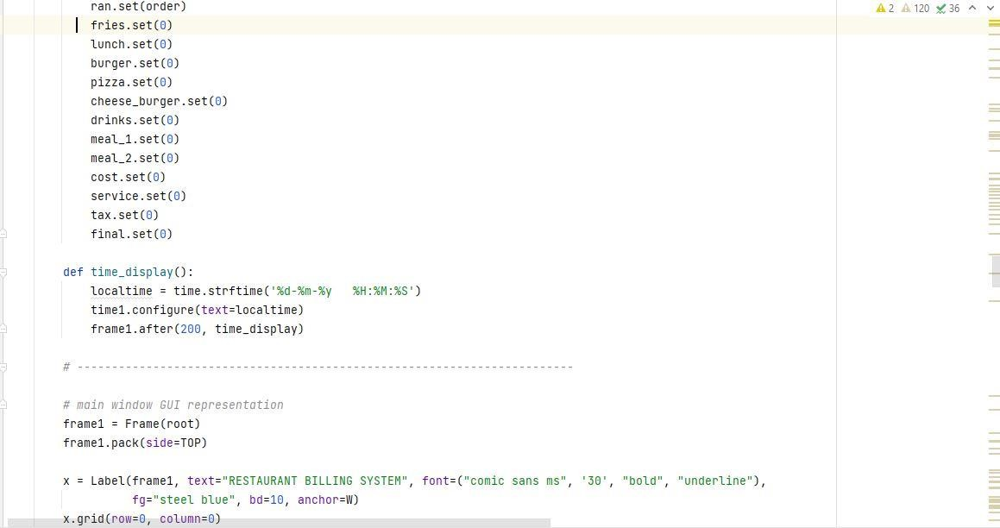 ran.set(order)
2 120 36
fries.set(0)
lunch.set(0)
burger.set(0)
pizza.set(0)
cheese_burger.set(0)
drinks.set(0)
meal_1.set(0)
meal_2.set(0)
cost.set(0)
service.set(0)
tax.set(0)
final.set(0)
def time_display():
localtime = time.strftime('%d-%m-%y   %H:%M:%S')
time1.configure(text=localtime)
frame1.after(200, time_display)
# ------------------------------------------------------------------------
# main window GUI representation
frame1 = Frame(root)
frame1.pack(side=TOP)
x = Label(frame1, text="RESTAURANT BILLING SYSTEM", font=("comic sans ms", '30', "bold", "underline"),
fg="steel blue", bd=10, anchor=W)
x.grid(row=0, column=0)